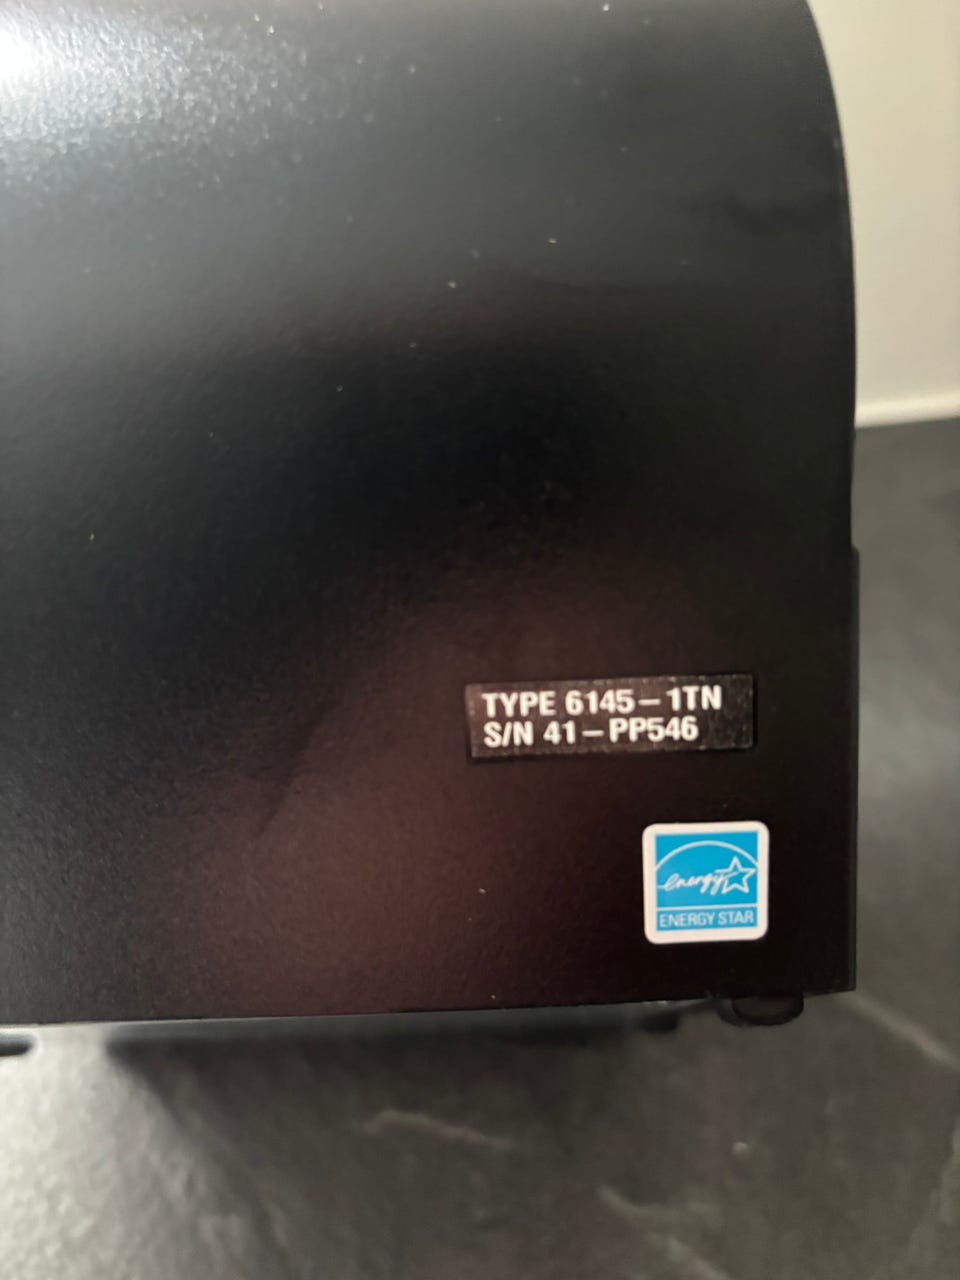 TYPE 6145-1TN
S/N 41-PP546
energy
ENERGY STAR